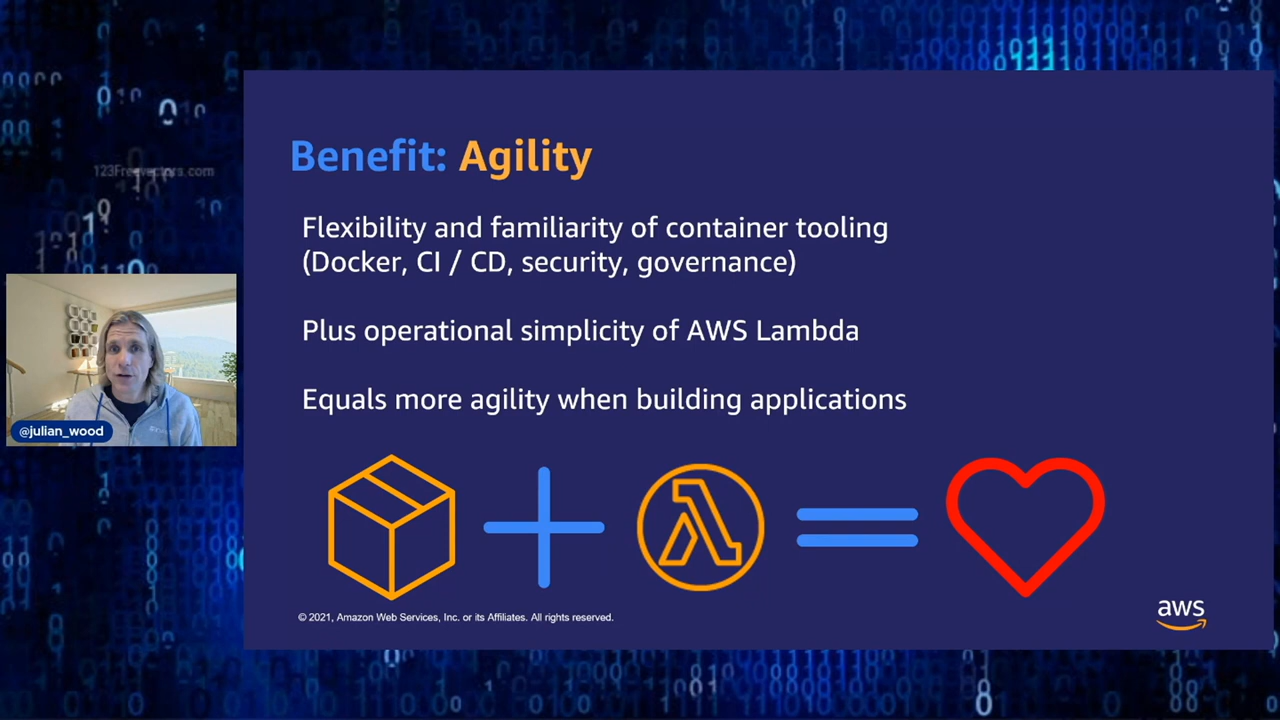 Benefit: Agility
Flexibility and familiarity of container tooling
(Docker, CI / CD, security, governance)
Plus operational simplicity of AWS Lambda
Equals more agility when building applications
© 2021, Amazon Web Services, Inc. or its Affiliates. All rights reserved.
aws
@julian_wood
123Freevectors.com